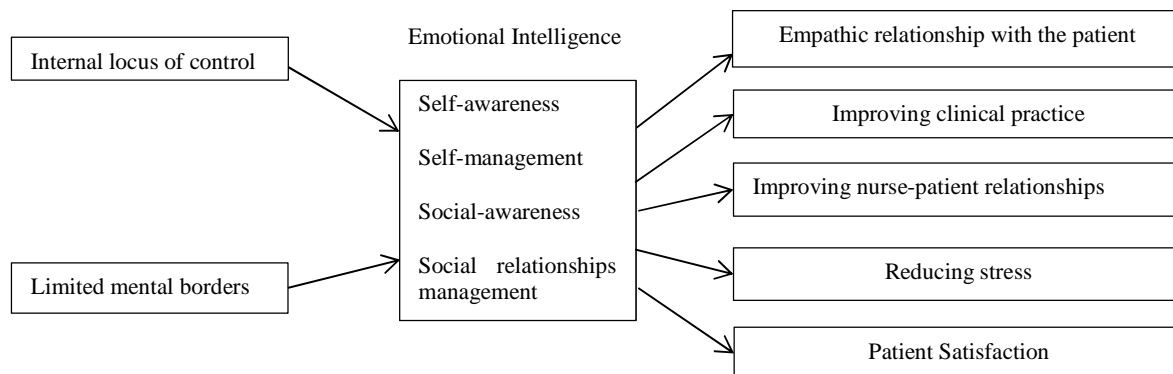 Emotional Intelligence
Internal locus of control
Limited mental borders
Self-awareness
Self-management
Social-awareness
Social relationships
management
Empathic relationship with the patient
Improving clinical practice
Improving nurse-patient relationships
Reducing stress
Patient Satisfaction